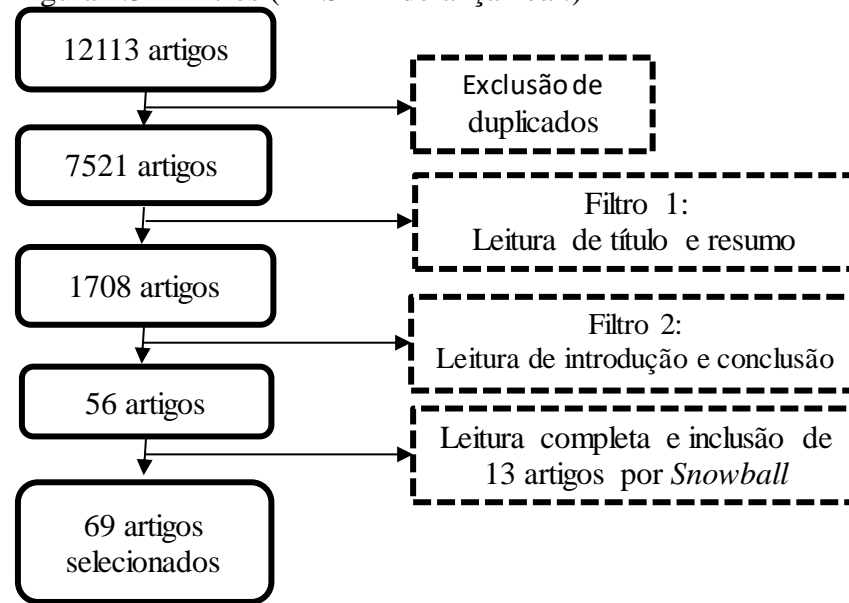 12113 artigos
Exclusão de
duplicados
7521 artigos
Filtro 1:
Leitura de título e resumo
1708 artigos
Filtro 2:
Leitura de introdução e conclusão
56 artigos
Leitura completa e inclusão de
13 artigos por Snowball
69 artigos
selecionados